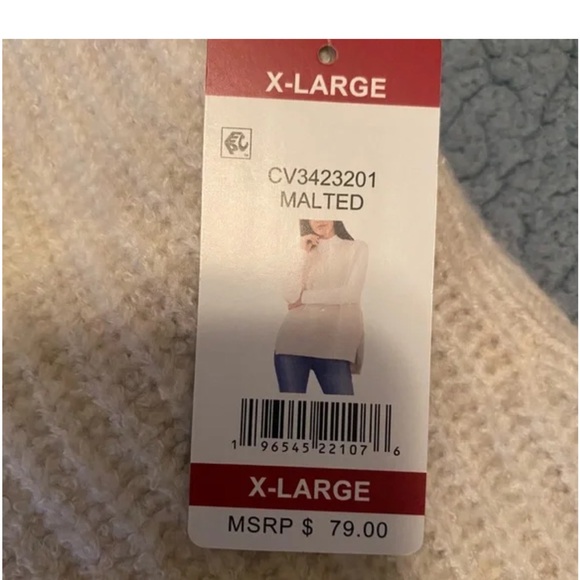 X-LARGE
CV3423201
MALTED
1 96545 22107 6
X-LARGE
MSRP $ 79.00